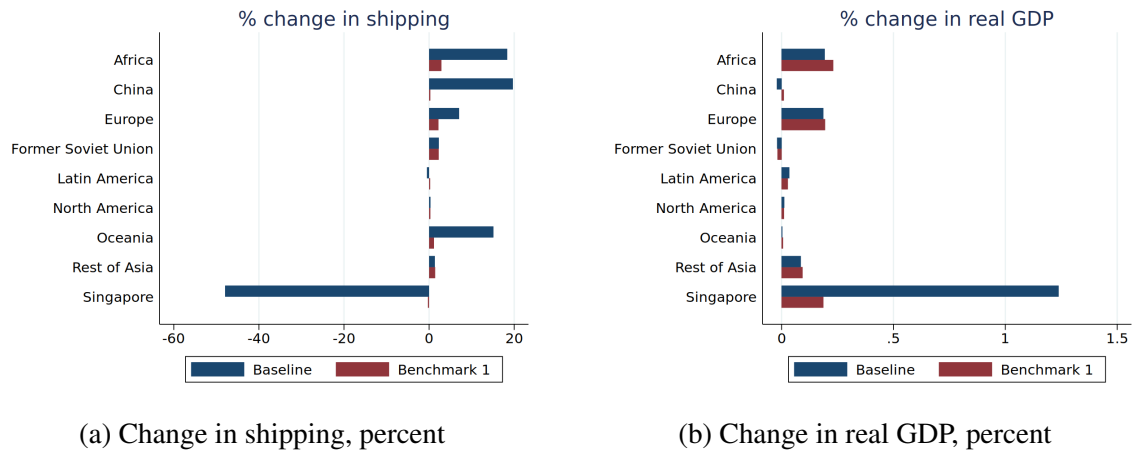 % change in shipping
Africa
China
Europe
Former Soviet Union
Latin America
North America
Oceania
Rest of Asia
Singapore
-60 -40 -20 0 20
Baseline Benchmark 1
(a) Change in shipping, percent
% change in real GDP
Africa
China
Europe
Former Soviet Union
Latin America
North America
Oceania
Rest of Asia
Singapore
0 .5 1 1.5
Baseline Benchmark 1
(b) Change in real GDP, percent